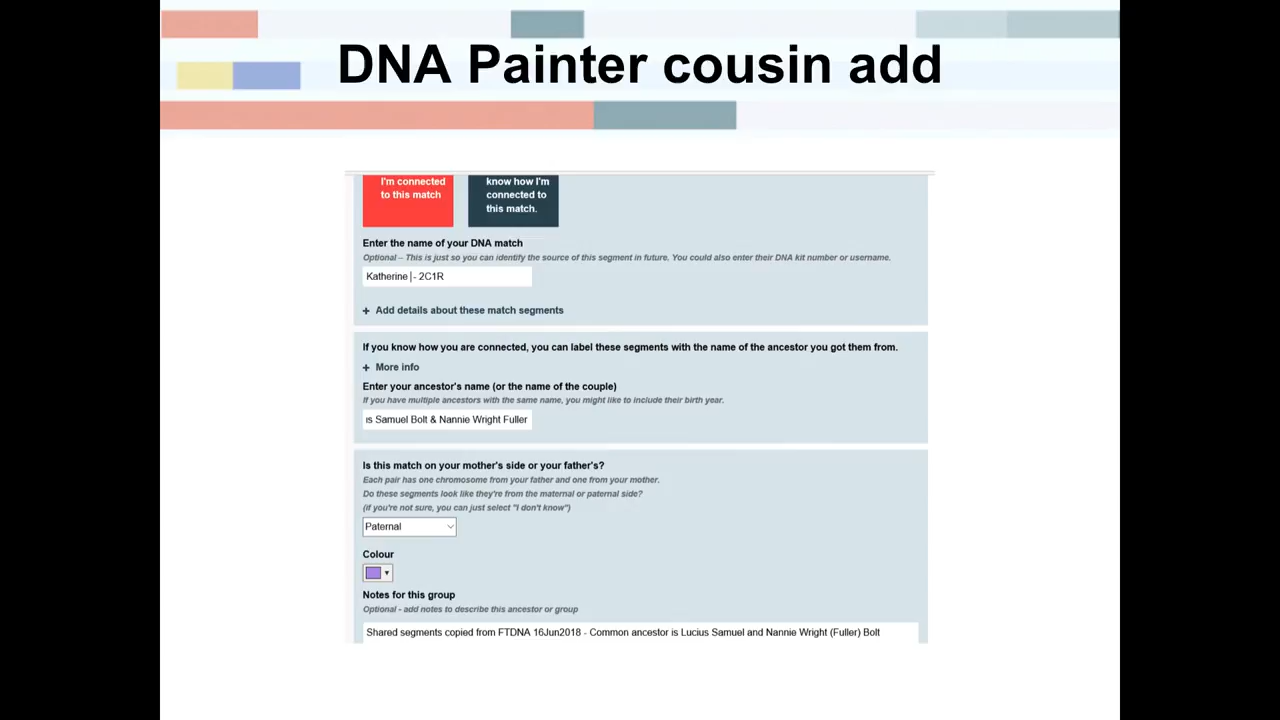 DNA Painter cousin add
I'm connected
to this match
know how I'm
connected to
this match.
Enter the name of your DNA match
Optional – This is just so you can identify the source of this segment in future. You could also enter their DNA kit number or username.
Katherine - 2C1R
+ Add details about these match segments
If you know how you are connected, you can label these segments with the name of the ancestor you got them from.
+ More info
Enter your ancestor's name (or the name of the couple)
If you have multiple ancestors with the same name, you might like to include their birth year.
is Samuel Bolt & Nannie Wright Fuller
Is this match on your mother's side or your father's?
Each pair has one chromosome from your father and one from your mother.
Do these segments look like they're from the maternal or paternal side?
(if you're not sure, you can just select "I don't know")
Paternal
Colour
Notes for this group
Optional - add notes to describe this ancestor or group
Shared segments copied from FTDNA 16Jun2018 - Common ancestor is Lucius Samuel and Nannie Wright (Fuller) Bolt